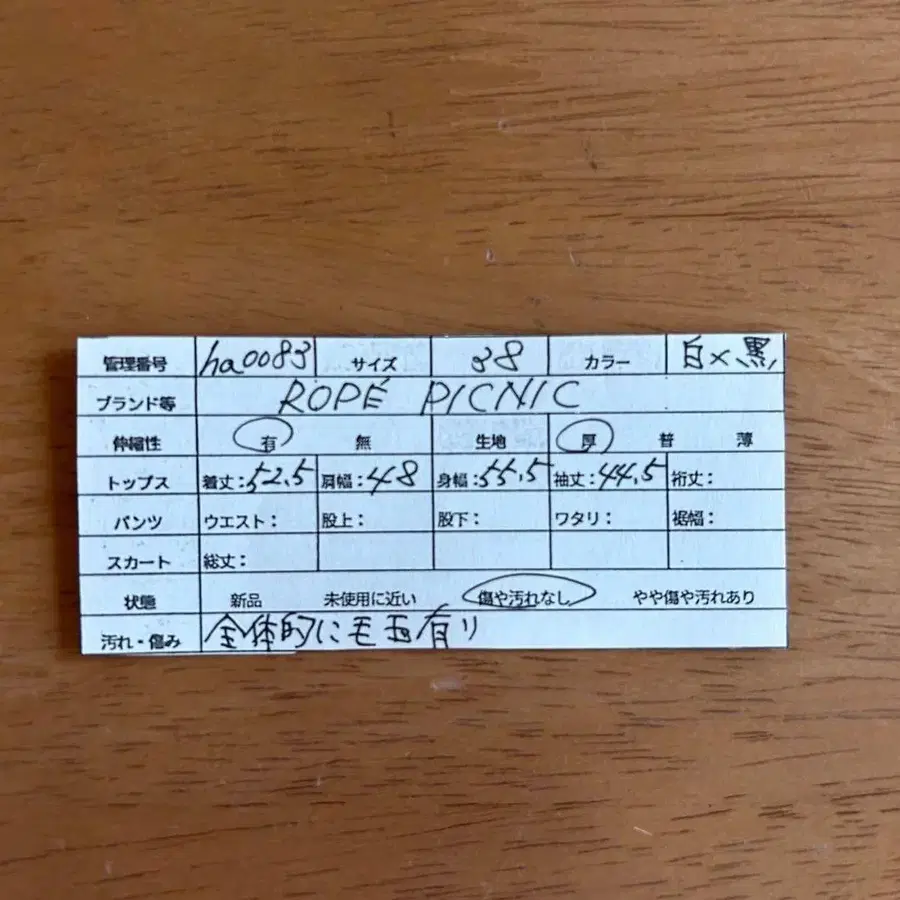 管理番号 ha0083 サイズ 38 カラー 白×黒
ブランド等 ROPÉ PICNIC
伸縮性 有 無 生地 厚 普 薄
トップス 着丈:52.5 肩幅:48 身幅:55.5 袖丈:44.5 裄丈:
パンツ ウエスト: 股上: 股下: ワタリ: 裾幅:
スカート 総丈:
状態 新品 未使用に近い 傷や汚れなし やや傷や汚れあり
汚れ・傷み 全体的に毛玉有り